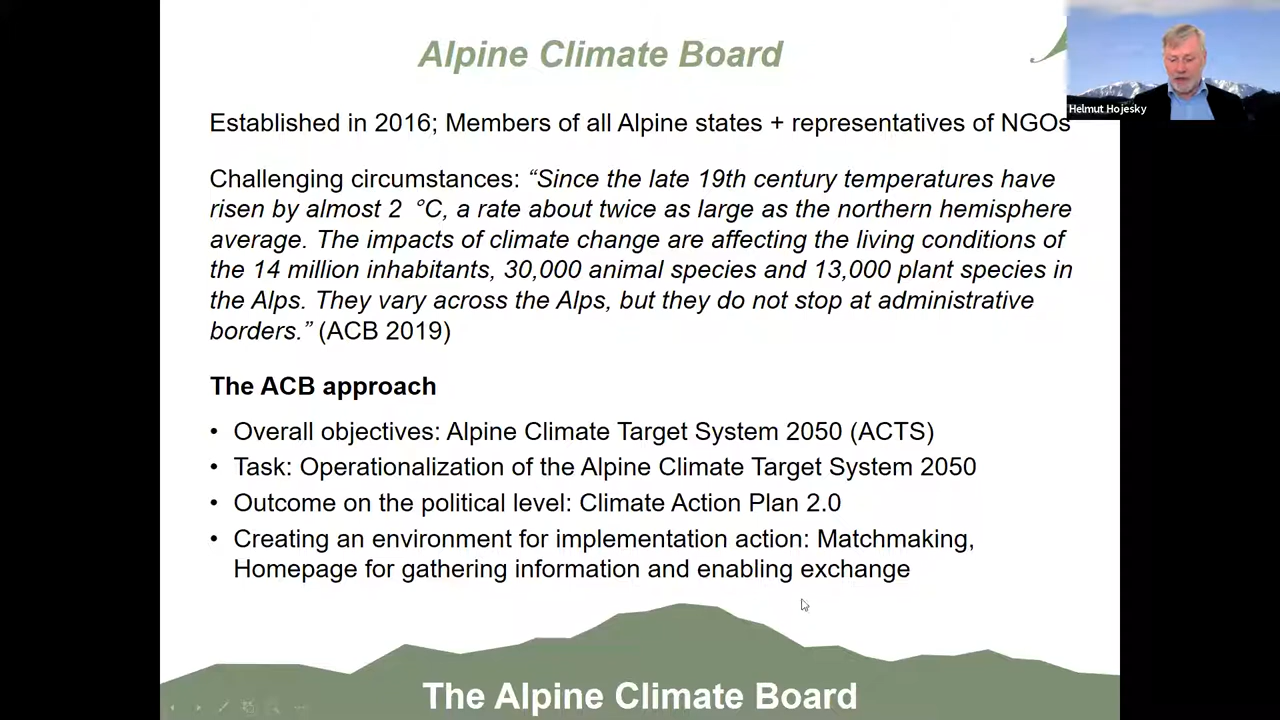 Alpine Climate Board
Helmut Hojesky
Established in 2016; Members of all Alpine states + representatives of NGOs
Challenging circumstances: “Since the late 19th century temperatures have
risen by almost 2 °C, a rate about twice as large as the northern hemisphere
average. The impacts of climate change are affecting the living conditions of
the 14 million inhabitants, 30,000 animal species and 13,000 plant species in
the Alps. They vary across the Alps, but they do not stop at administrative
borders.” (ACB 2019)
The ACB approach
• Overall objectives: Alpine Climate Target System 2050 (ACTS)
• Task: Operationalization of the Alpine Climate Target System 2050
• Outcome on the political level: Climate Action Plan 2.0
• Creating an environment for implementation action: Matchmaking,
Homepage for gathering information and enabling exchange
The Alpine Climate Board